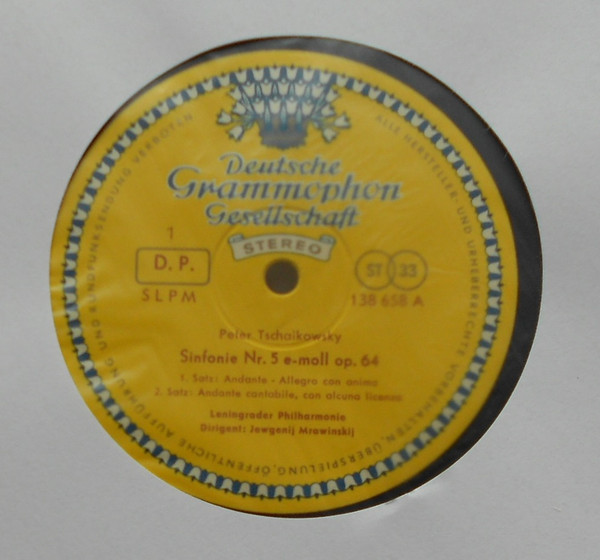 Deutsche
Grammophon
Gesellschaft
STEREO
1
D. P.
SLPM
ST 33
138 658 A
Peter Tschaikowsky
Sinfonie Nr. 5 e-moll op. 64
1. Satz: Andante - Allegro con anima
2. Satz: Andante cantabile, con alcuna licenza
Leningrader Philharmonie
Dirigent: Jewgenij Mrawinskij
ALLE HERSTELLER- UND URHEBERRECHTE VORBEHALTEN, ÜBERSPIELUNG, ÖFFENTLICHE AUFFÜHRUNG UND RUNDFUNKSENDUNG VERBOTEN